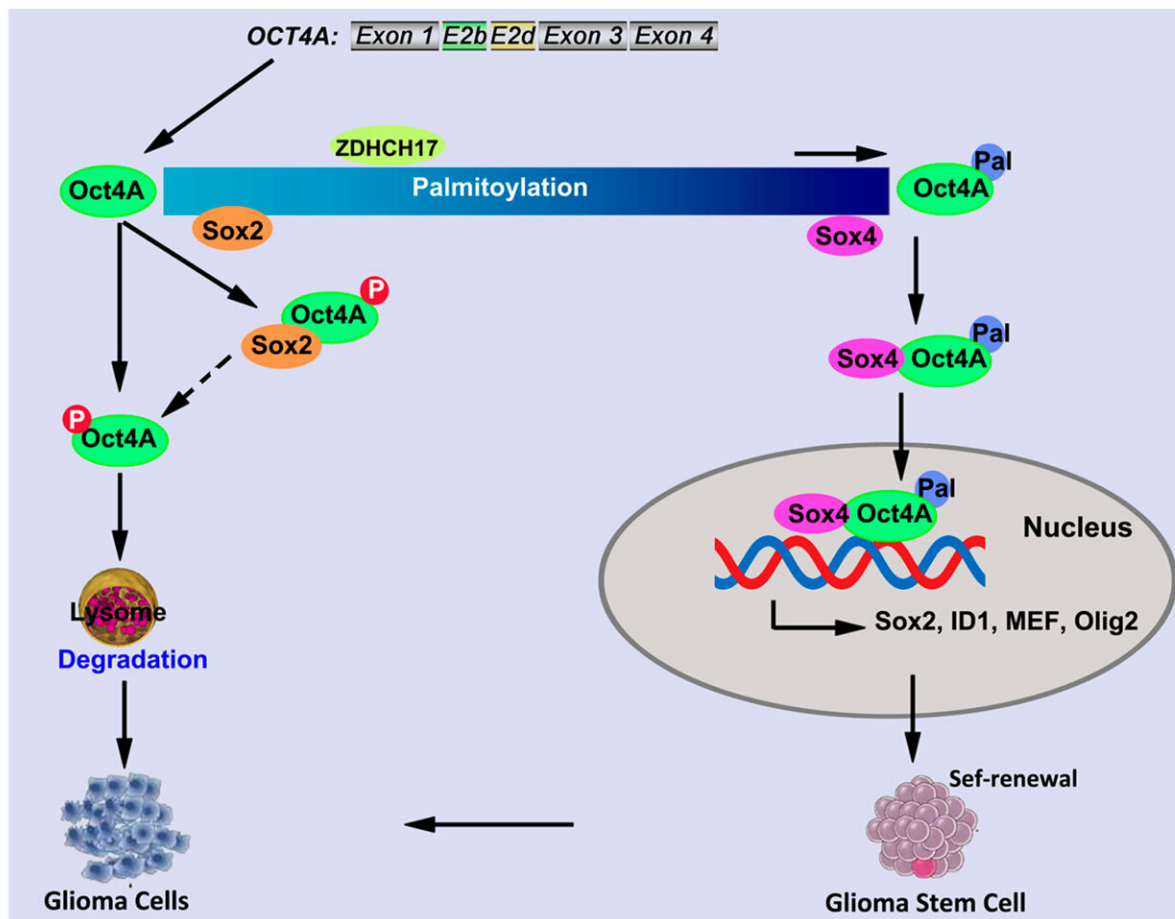 OCT4A: Exon 1 E2b E2d Exon 3 Exon 4
ZDHCH17
Oct4A
Palmitoylation
Pal
Oct4A
Sox2
Sox4
P
Oct4A
Sox2
Pal
Sox4 Oct4A
P
Oct4A
Pal
Sox4 Oct4A
Nucleus
Lysome
Sox2, ID1, MEF, Olig2
Degradation
Sef-renewal
Glioma Cells
Glioma Stem Cell